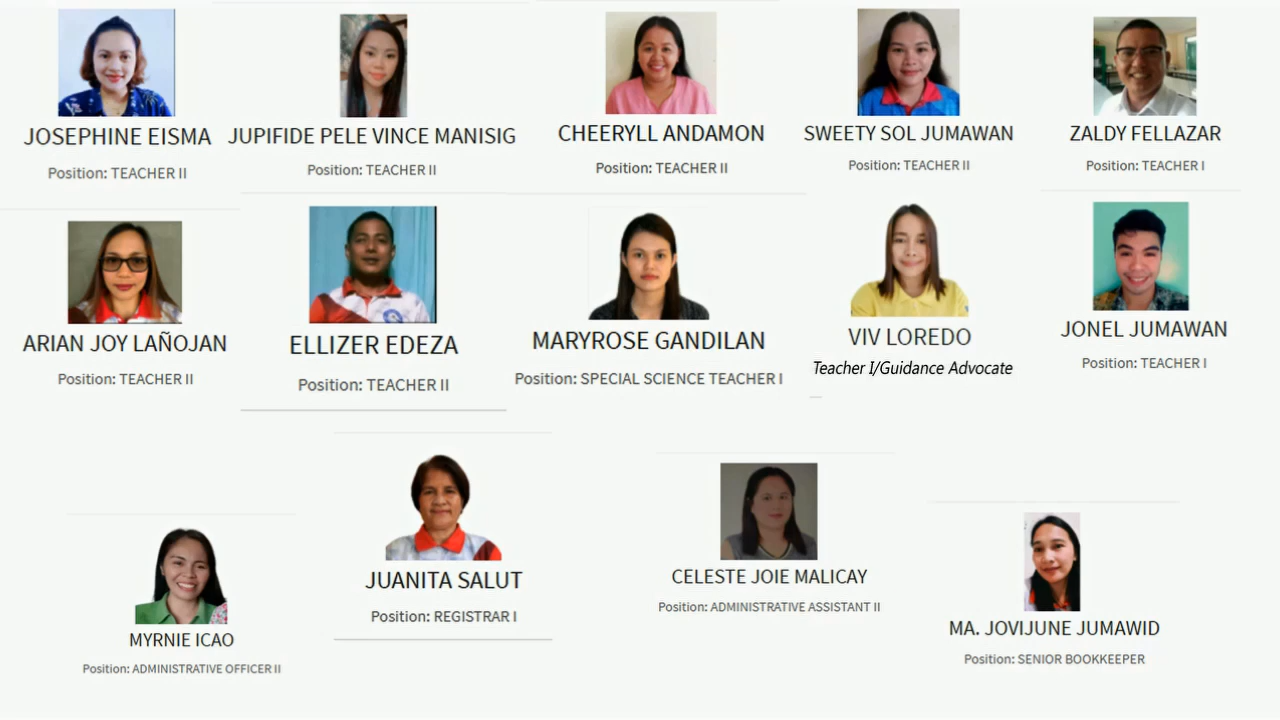 JOSEPHINE EISMA
Position: TEACHER II
JUPIFIDE PELE VINCE MANISIG
Position: TEACHER II
CHEERYLL ANDAMON
Position: TEACHER II
SWEETY SOL JUMAWAN
Position: TEACHER II
ZALDY FELLAZAR
Position: TEACHER I
ARIAN JOY LAÑOJAN
Position: TEACHER II
ELLIZER EDEZA
Position: TEACHER II
MARYROSE GANDILAN
Position: SPECIAL SCIENCE TEACHER I
VIV LOREDO
Teacher I/Guidance Advocate
JONEL JUMAWAN
Position: TEACHER I
MYRNIE ICAO
Position: ADMINISTRATIVE OFFICER II
JUANITA SALUT
Position: REGISTRAR I
CELESTE JOIE MALICAY
Position: ADMINISTRATIVE ASSISTANT II
MA. JOVIJUNE JUMAWID
Position: SENIOR BOOKKEEPER